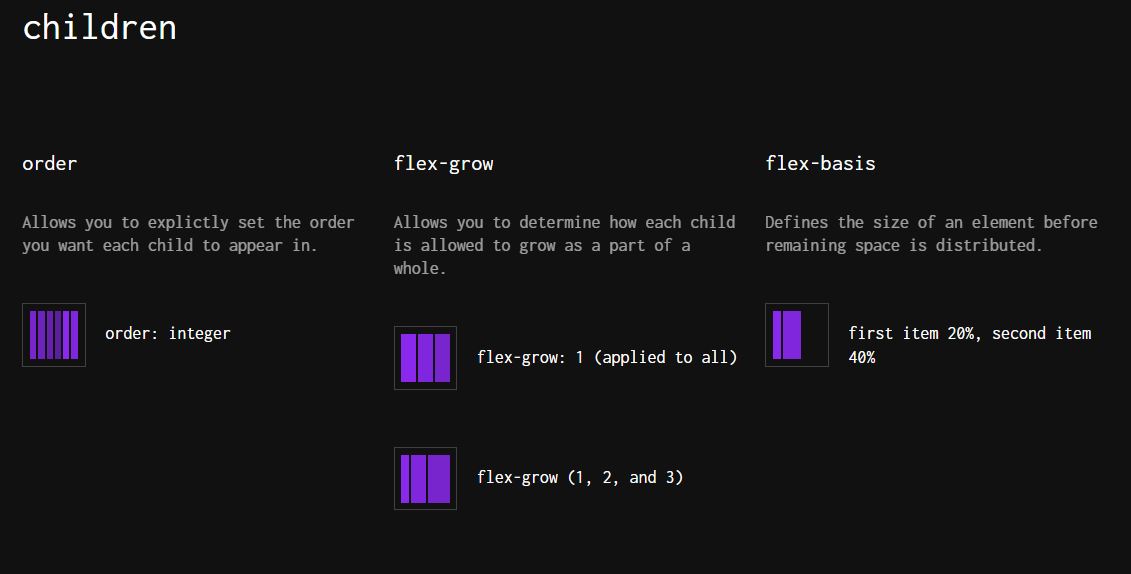 children
order
Allows you to explictly set the order
you want each child to appear in.
order: integer
flex-grow
Allows you to determine how each child
is allowed to grow as a part of a
whole.
flex-grow: 1 (applied to all)
flex-grow (1, 2, and 3)
flex-basis
Defines the size of an element before
remaining space is distributed.
first item 20%, second item
40%